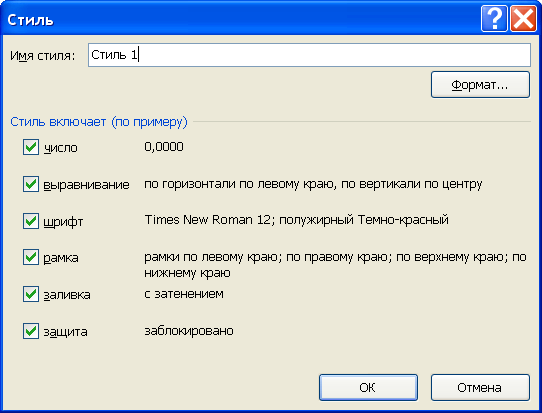 Стиль
Имя стиля: Стиль 1
Формат...
Стиль включает (по примеру)
число 0,0000
выравнивание по горизонтали по левому краю, по вертикали по центру
шрифт Times New Roman 12; полужирный Темно-красный
рамка рамки по левому краю; по правому краю; по верхнему краю; по
нижнему краю
заливка с затенением
защита заблокировано
ОК Отмена